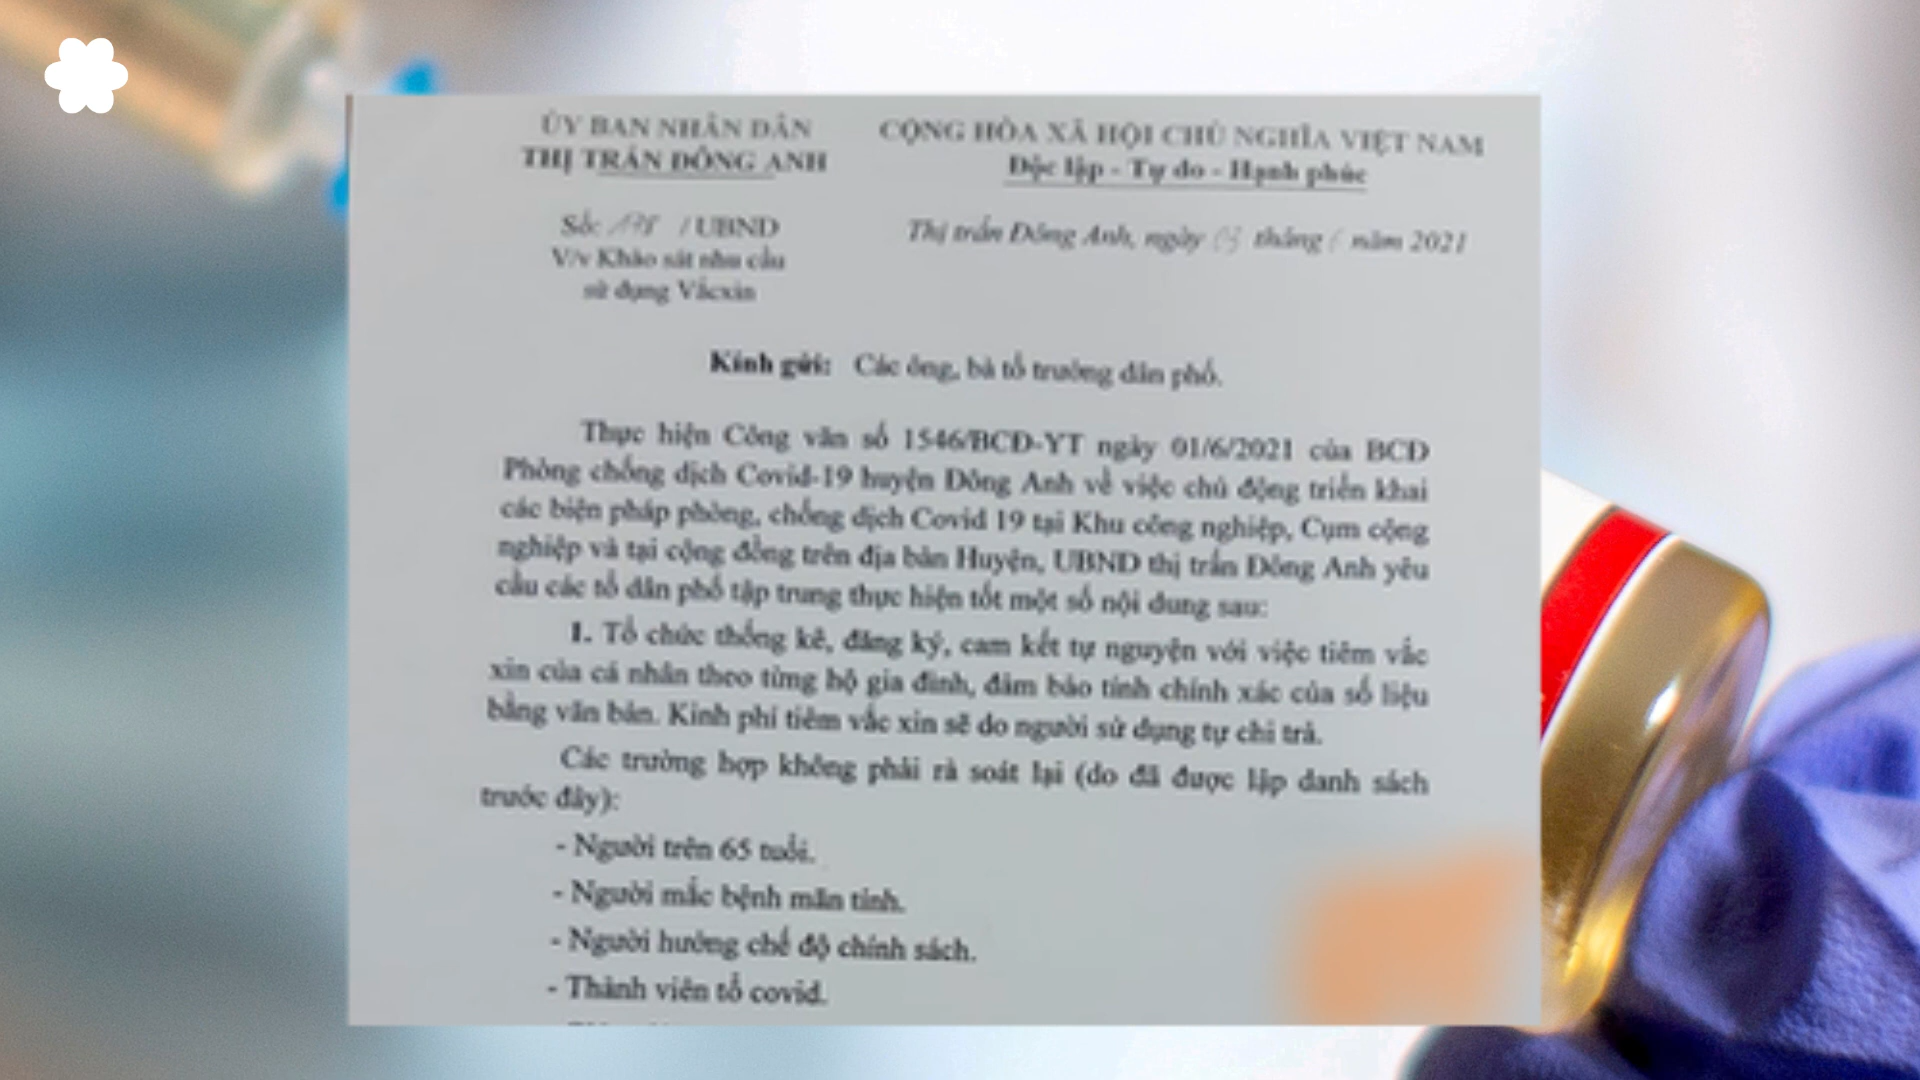 ỦY BAN NHÂN DÂN
THỊ TRẤN ĐÔNG ANH
CỘNG HÒA XÃ HỘI CHỦ NGHĨA VIỆT NAM
Độc lập - Tự do - Hạnh phúc
Số: /UBND
V/v Khảo sát nhu cầu
sử dụng Vắcxin
Thị trấn Đông Anh, ngày tháng năm 2021
Kính gửi: Các ông, bà tổ trưởng dân phố.
Thực hiện Công văn số 1546/BCĐ-YT ngày 01/6/2021 của BCĐ
Phòng chống dịch Covid-19 huyện Đông Anh về việc chủ động triển khai
các biện pháp phòng, chống dịch Covid 19 tại Khu công nghiệp, Cụm cộng
nghiệp và tại cộng đồng trên địa bàn Huyện, UBND thị trấn Đông Anh yêu
cầu các tổ dân phố tập trung thực hiện tốt một số nội dung sau:
1. Tổ chức thống kê, đăng ký, cam kết tự nguyện với việc tiêm vắc
xin của cá nhân theo từng hộ gia đình, đảm bảo tính chính xác của số liệu
bằng văn bản. Kinh phí tiêm vắc xin sẽ do người sử dụng tự chi trả.
Các trường hợp không phải rà soát lại (do đã được lập danh sách
trước đây):
- Người trên 65 tuổi.
- Người mắc bệnh mãn tính.
- Người hưởng chế độ chính sách.
- Thành viên tổ covid.